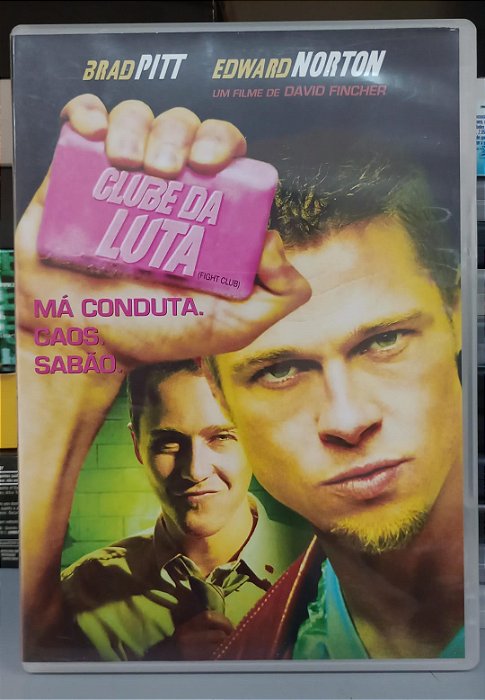 BRAD PITT EDWARD NORTON
UM FILME DE DAVID FINCHER
CLUBE DA
LUTA
(FIGHT CLUB)
MÁ CONDUTA.
CAOS.
SABÃO.